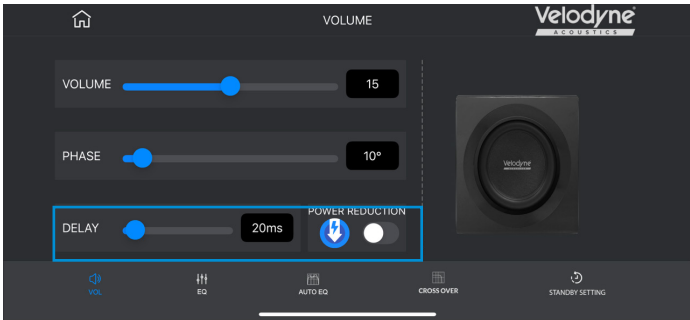 VOLUME
Velodyne
ACOUSTICS
VOLUME
15
PHASE
10°
Velodyne
DELAY
20ms
POWER REDUCTION
VOL
EQ
AUTO EQ
CROSS OVER
STANDBY SETTING